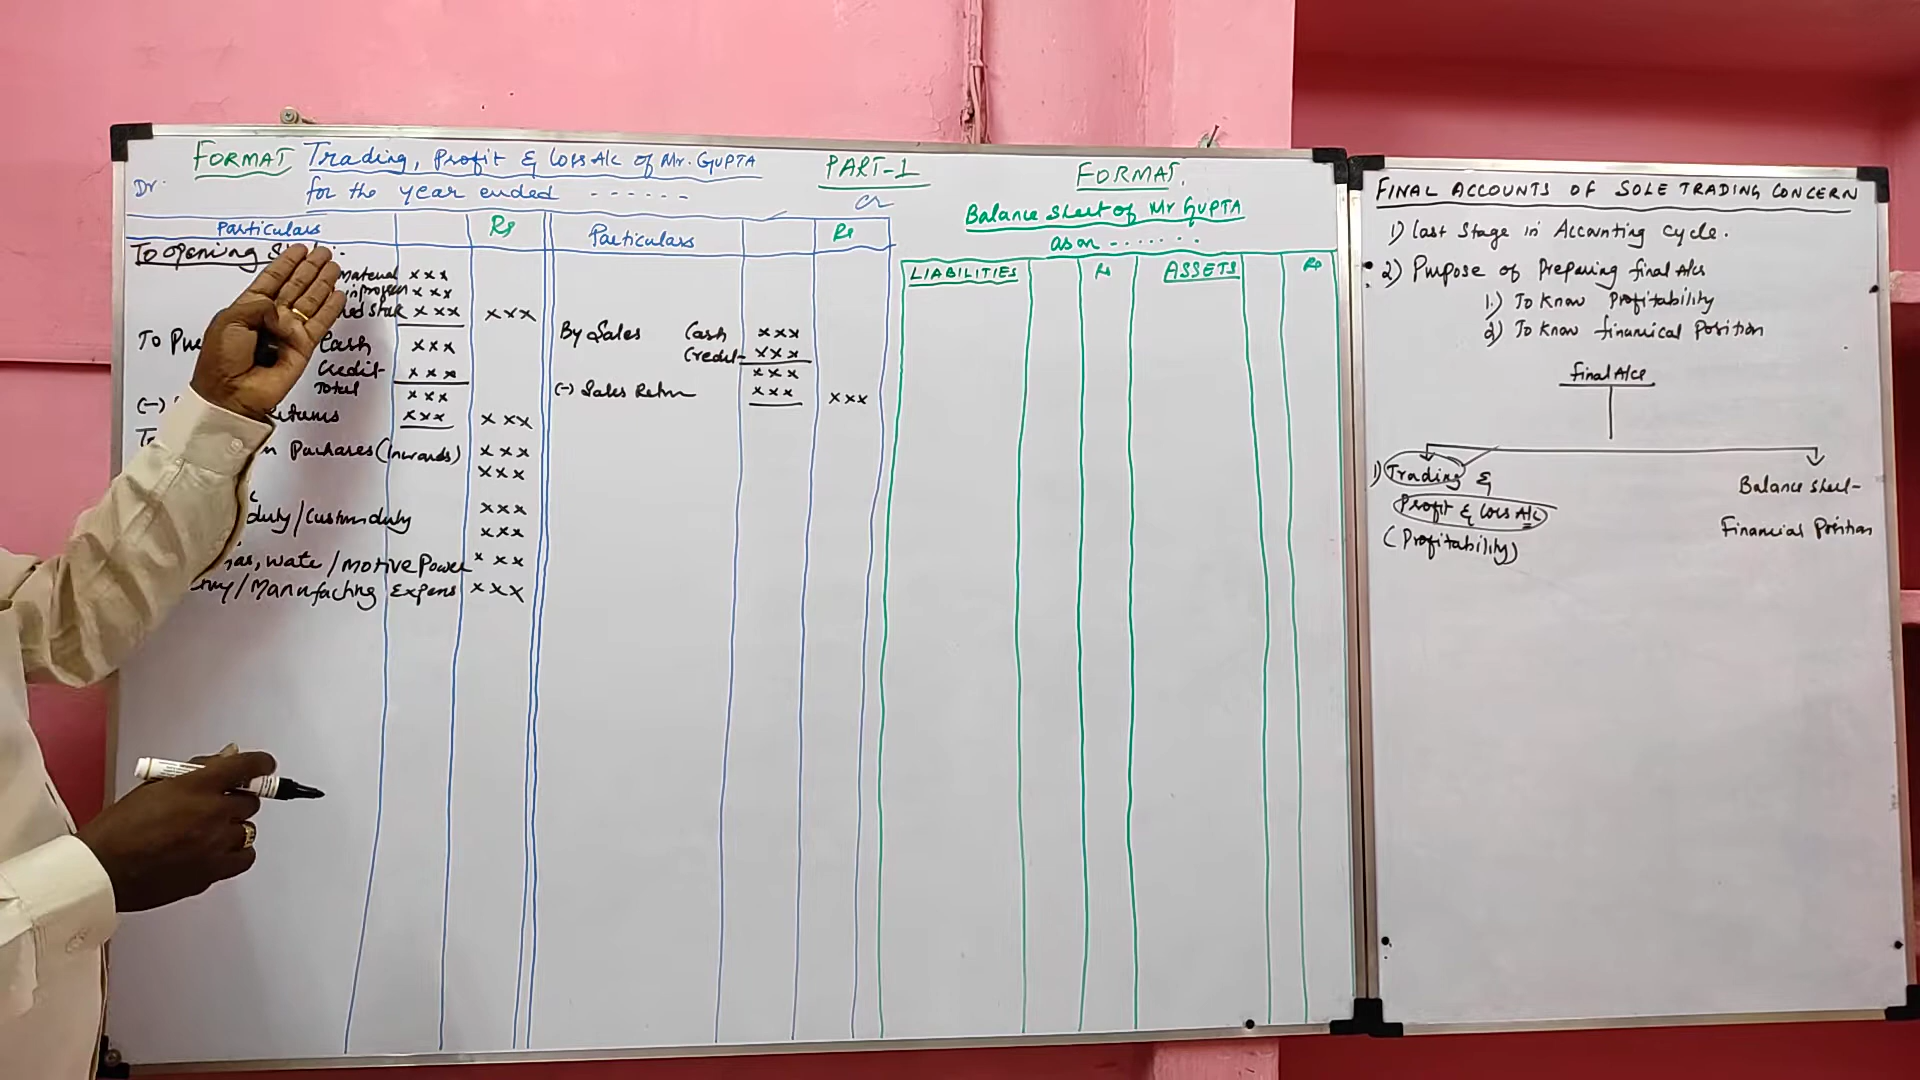 FORMAT Trading, Profit & Loss A/c of Mr. GUPTA
Dr. for the year ended - - - - - - Cr
PART-1
Particulars Rs Particulars Rs
To opening
material xxx
inprogress xxx
xxx xxx
Cash xxx
Credit xxx
Total xxx
(-) Returns xxx xxx
Purchases (Inwards) xxx
xxx
duty/Custom duty xxx
xxx
gas, wate/motive Power xxx
/Manufacting Expens xxx
By Sales Cash xxx
Credit xxx
xxx
(-) Sales Return xxx xxx
FORMAT.
Balance Sheet of Mr GUPTA
as on . . . . . . .
LIABILITIES Rs ASSETS Rs
FINAL ACCOUNTS OF SOLE TRADING CONCERN
1) Last Stage in Accounting Cycle.
2) Purpose of Preparing final A/cs
1.) To Know Profitability
2) To Know financial Position
Final A/cs
1) Trading &
Profit & Loss A/c
(Profitability)
Balance sheet
Financial Position